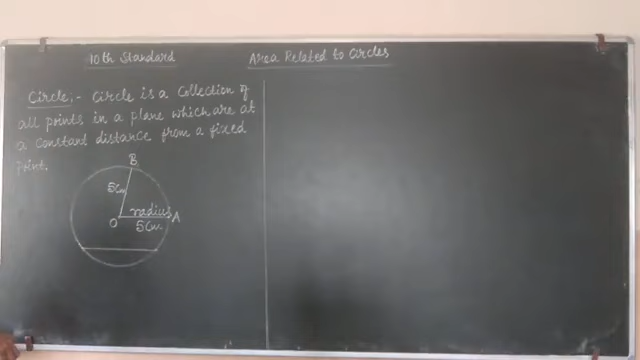 10th Standard
Area Related to Circles
Circle:- Circle is a Collection of
all points in a plane which are at
a constant distance from a fixed
point.
B
5Cm
radius
O
A
5Cm